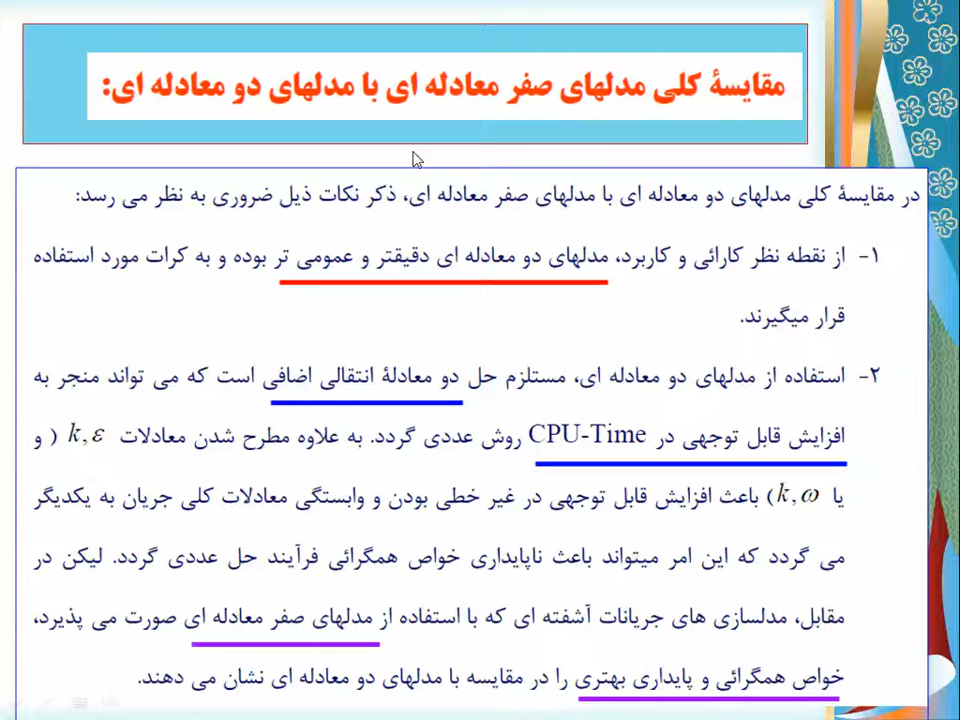 مقایسۀ کلی مدلهای صفر معادله ای با مدلهای دو معادله ای:
در مقایسۀ کلی مدلهای دو معادله ای با مدلهای صفر معادله ای، ذکر نکات ذیل ضروری به نظر می رسد:
۱- از نقطه نظر کارائی و کاربرد، مدلهای دو معادله ای دقیقتر و عمومی تر بوده و به کرات مورد استفاده
قرار میگیرند.
۲- استفاده از مدلهای دو معادله ای، مستلزم حل دو معادلۀ انتقالی اضافی است که می تواند منجر به
افزایش قابل توجهی در CPU-Time روش عددی گردد. به علاوه مطرح شدن معادلات k,ε ( و
یا k,ω) باعث افزایش قابل توجهی در غیر خطی بودن و وابستگی معادلات کلی جریان به یکدیگر
می گردد که این امر میتواند باعث ناپایداری خواص همگرائی فرآیند حل عددی گردد. لیکن در
مقابل، مدلسازی های جریانات آشفته ای که با استفاده از مدلهای صفر معادله ای صورت می پذیرد،
خواص همگرائی و پایداری بهتری را در مقایسه با مدلهای دو معادله ای نشان می دهند.